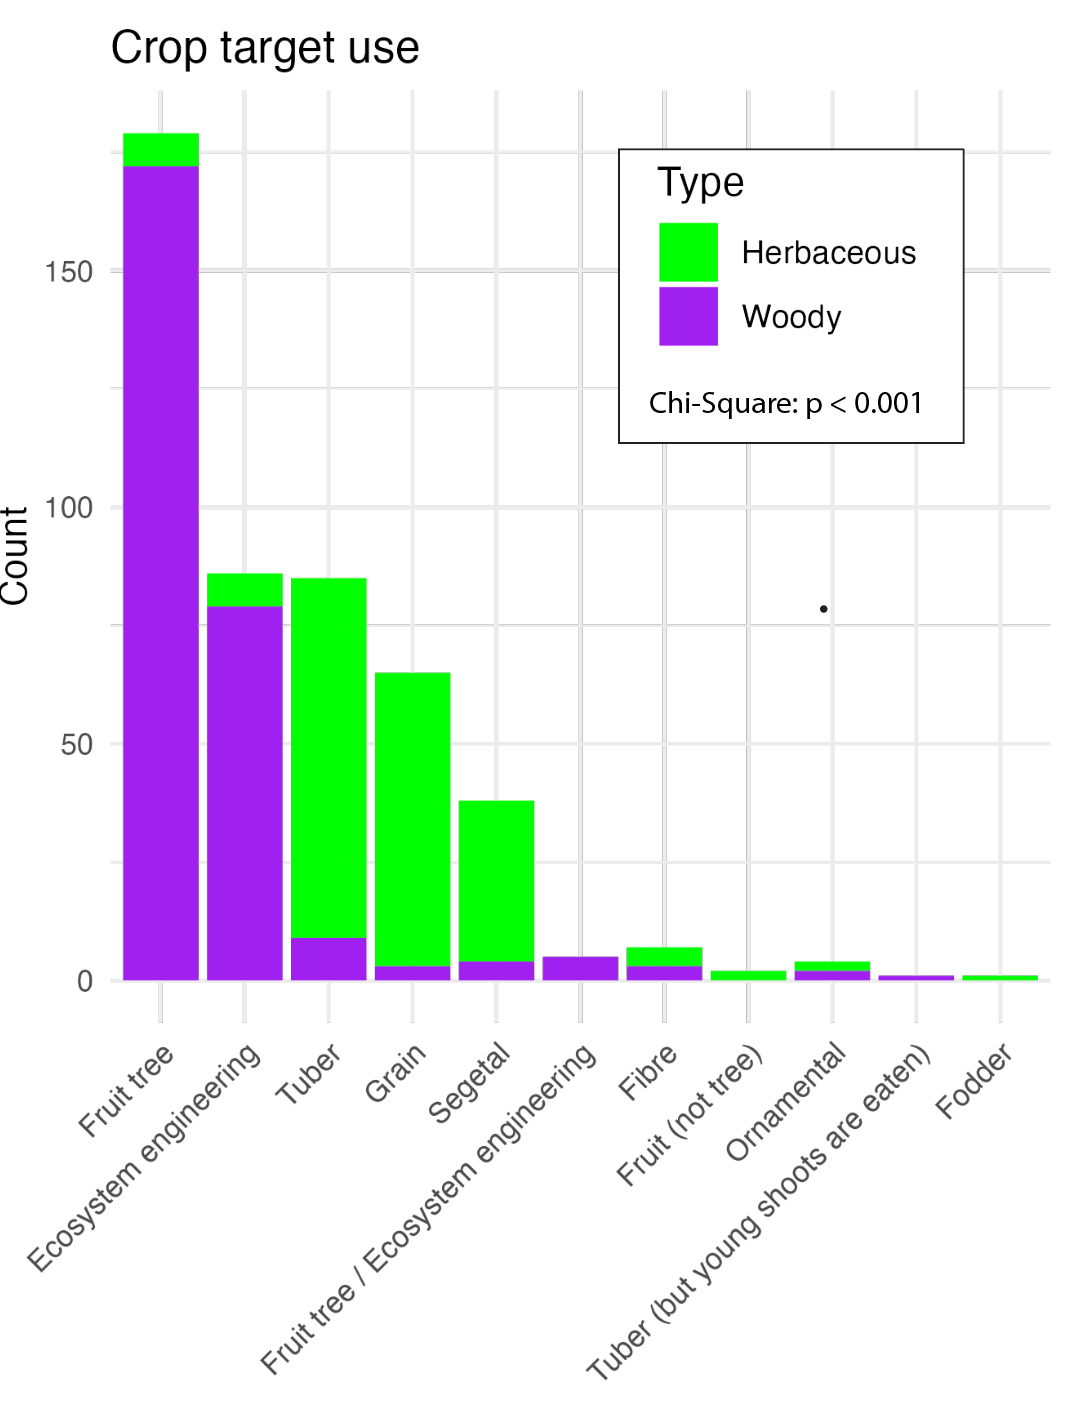 Crop target use
Type
Herbaceous
Woody
Chi-Square: p < 0.001
Count
150
100
50
0
Fruit tree
Ecosystem engineering
Tuber
Grain
Segetal
Fruit tree / Ecosystem engineering
Fibre
Fruit (not tree)
Ornamental
Tuber (but young shoots are eaten)
Fodder